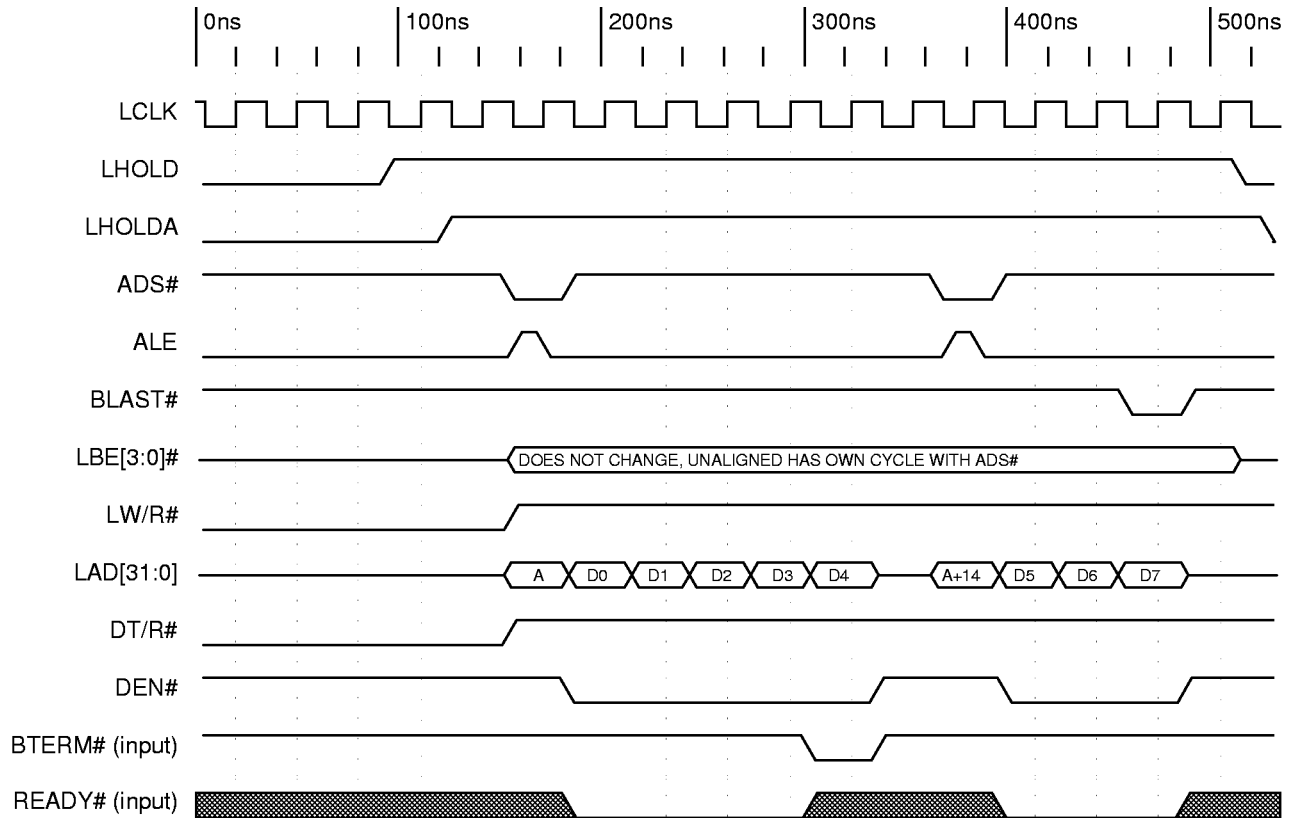 0ns 100ns 200ns 300ns 400ns 500ns
LCLK
LHOLD
LHOLDA
ADS#
ALE
BLAST#
LBE[3:0]# DOES NOT CHANGE, UNALIGNED HAS OWN CYCLE WITH ADS#
LW/R#
LAD[31:0] A D0 D1 D2 D3 D4 A+14 D5 D6 D7
DT/R#
DEN#
BTERM# (input)
READY# (input)